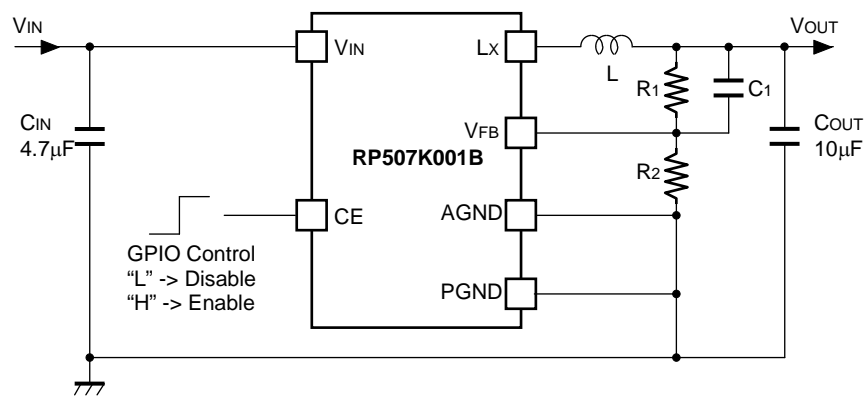 VIN
VIN
LX
L
VOUT
R1
C1
CIN
4.7μF
VFB
RP507K001B
COUT
10μF
R2
CE
AGND
GPIO Control
“L” -> Disable
“H” -> Enable
PGND